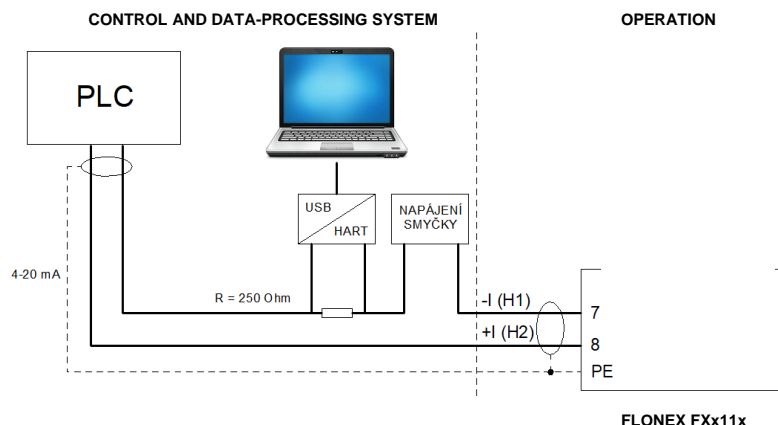 CONTROL AND DATA-PROCESSING SYSTEM
OPERATION
PLC
USB
HART
NAPÁJENÍ
SMYČKY
4-20 mA
R = 250 Ohm
-I (H1)
7
+I (H2)
8
PE
FLONEX FXx11x